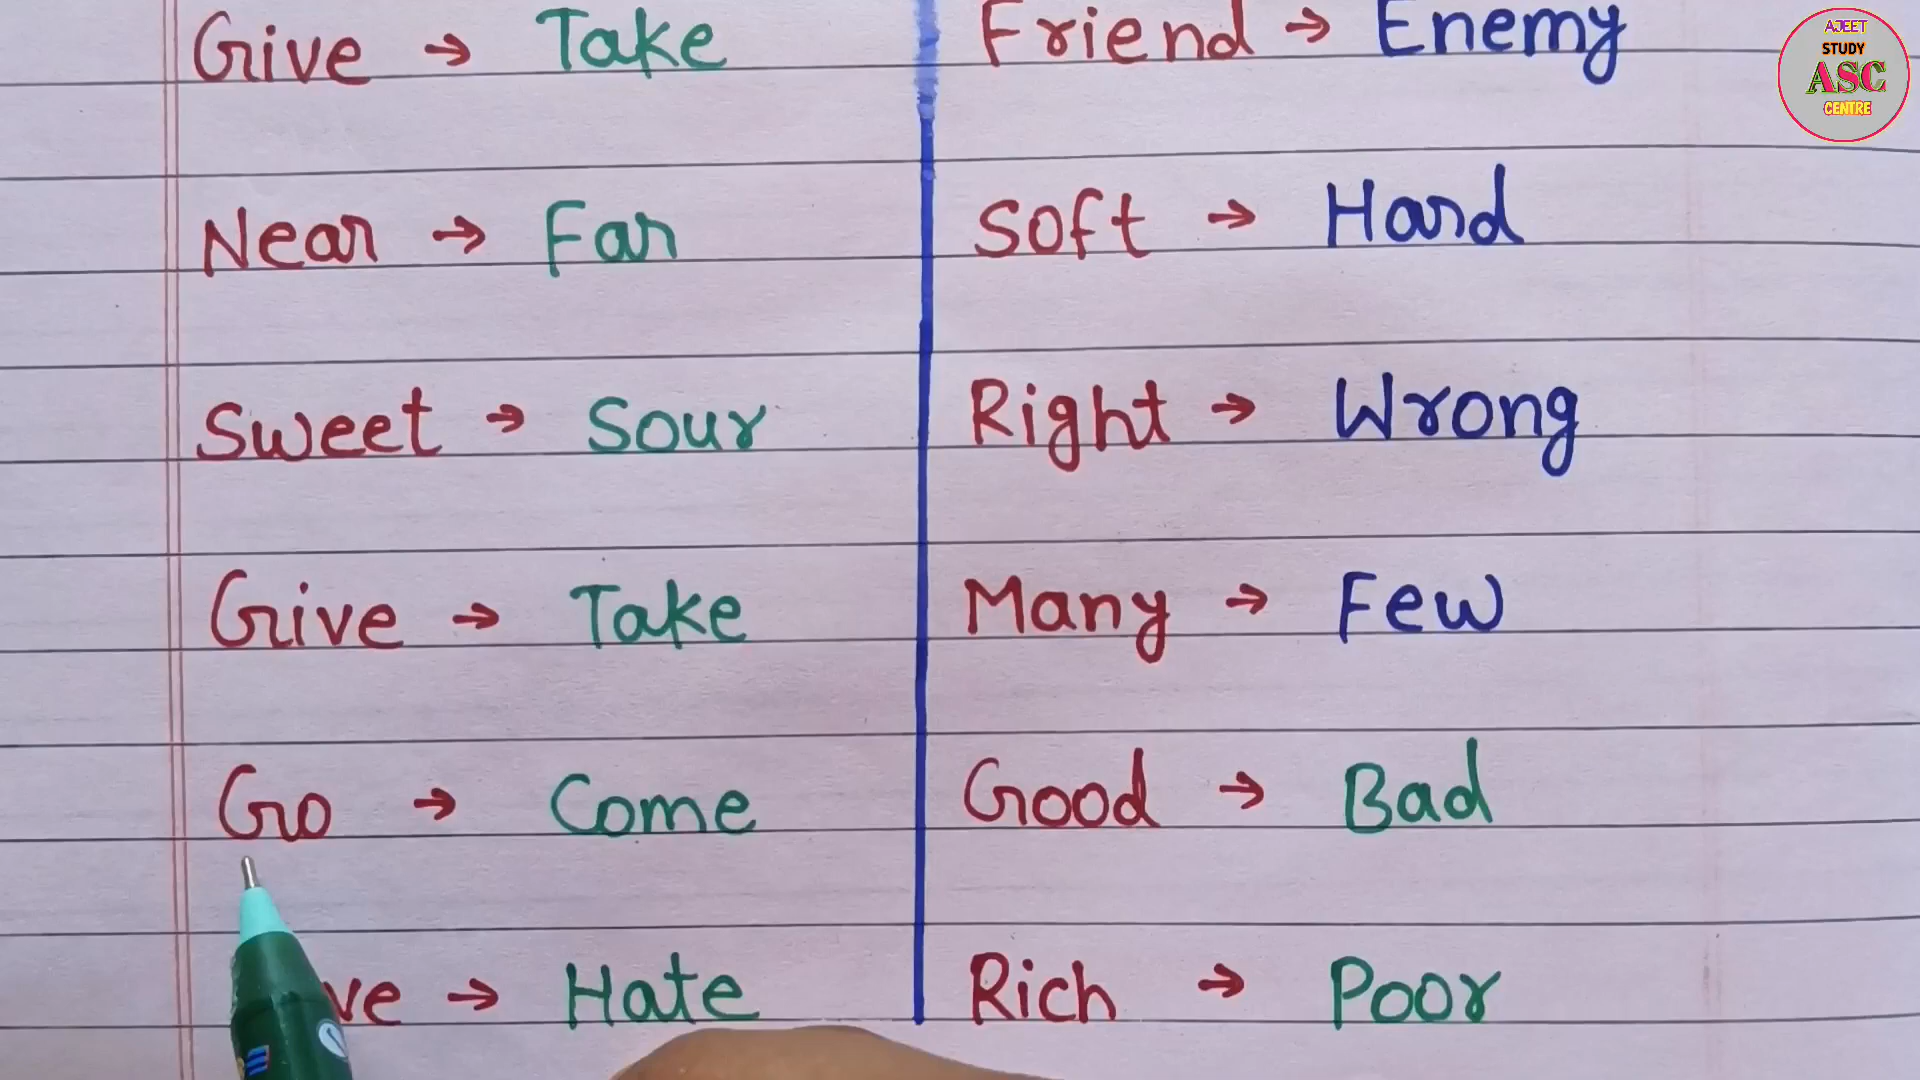 Give → Take
Near → Far
Sweet → Sour
Give → Take
Go → Come
ve → Hate
Friend → Enemy
Soft → Hard
Right → Wrong
Many → Few
Good → Bad
Rich → Poor
AJEET
STUDY
ASC
CENTRE